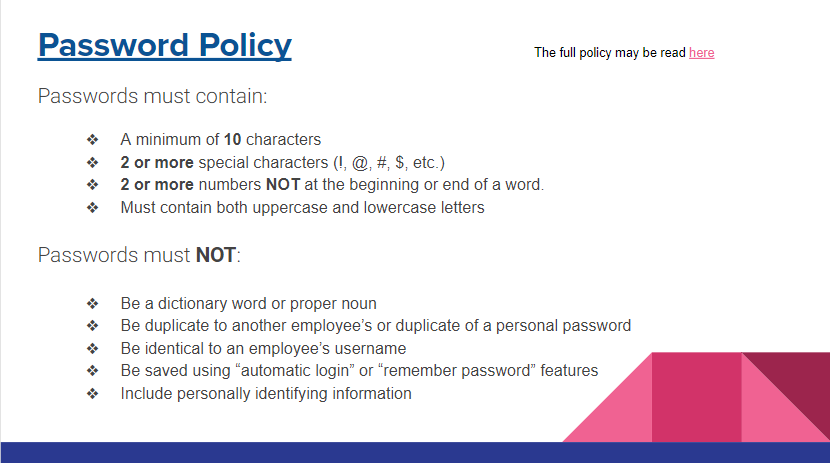 Password Policy
The full policy may be read here
Passwords must contain:
❖ A minimum of 10 characters
❖ 2 or more special characters (!, @, #, $, etc.)
❖ 2 or more numbers NOT at the beginning or end of a word.
❖ Must contain both uppercase and lowercase letters
Passwords must NOT:
❖ Be a dictionary word or proper noun
❖ Be duplicate to another employee’s or duplicate of a personal password
❖ Be identical to an employee’s username
❖ Be saved using “automatic login” or “remember password” features
❖ Include personally identifying information